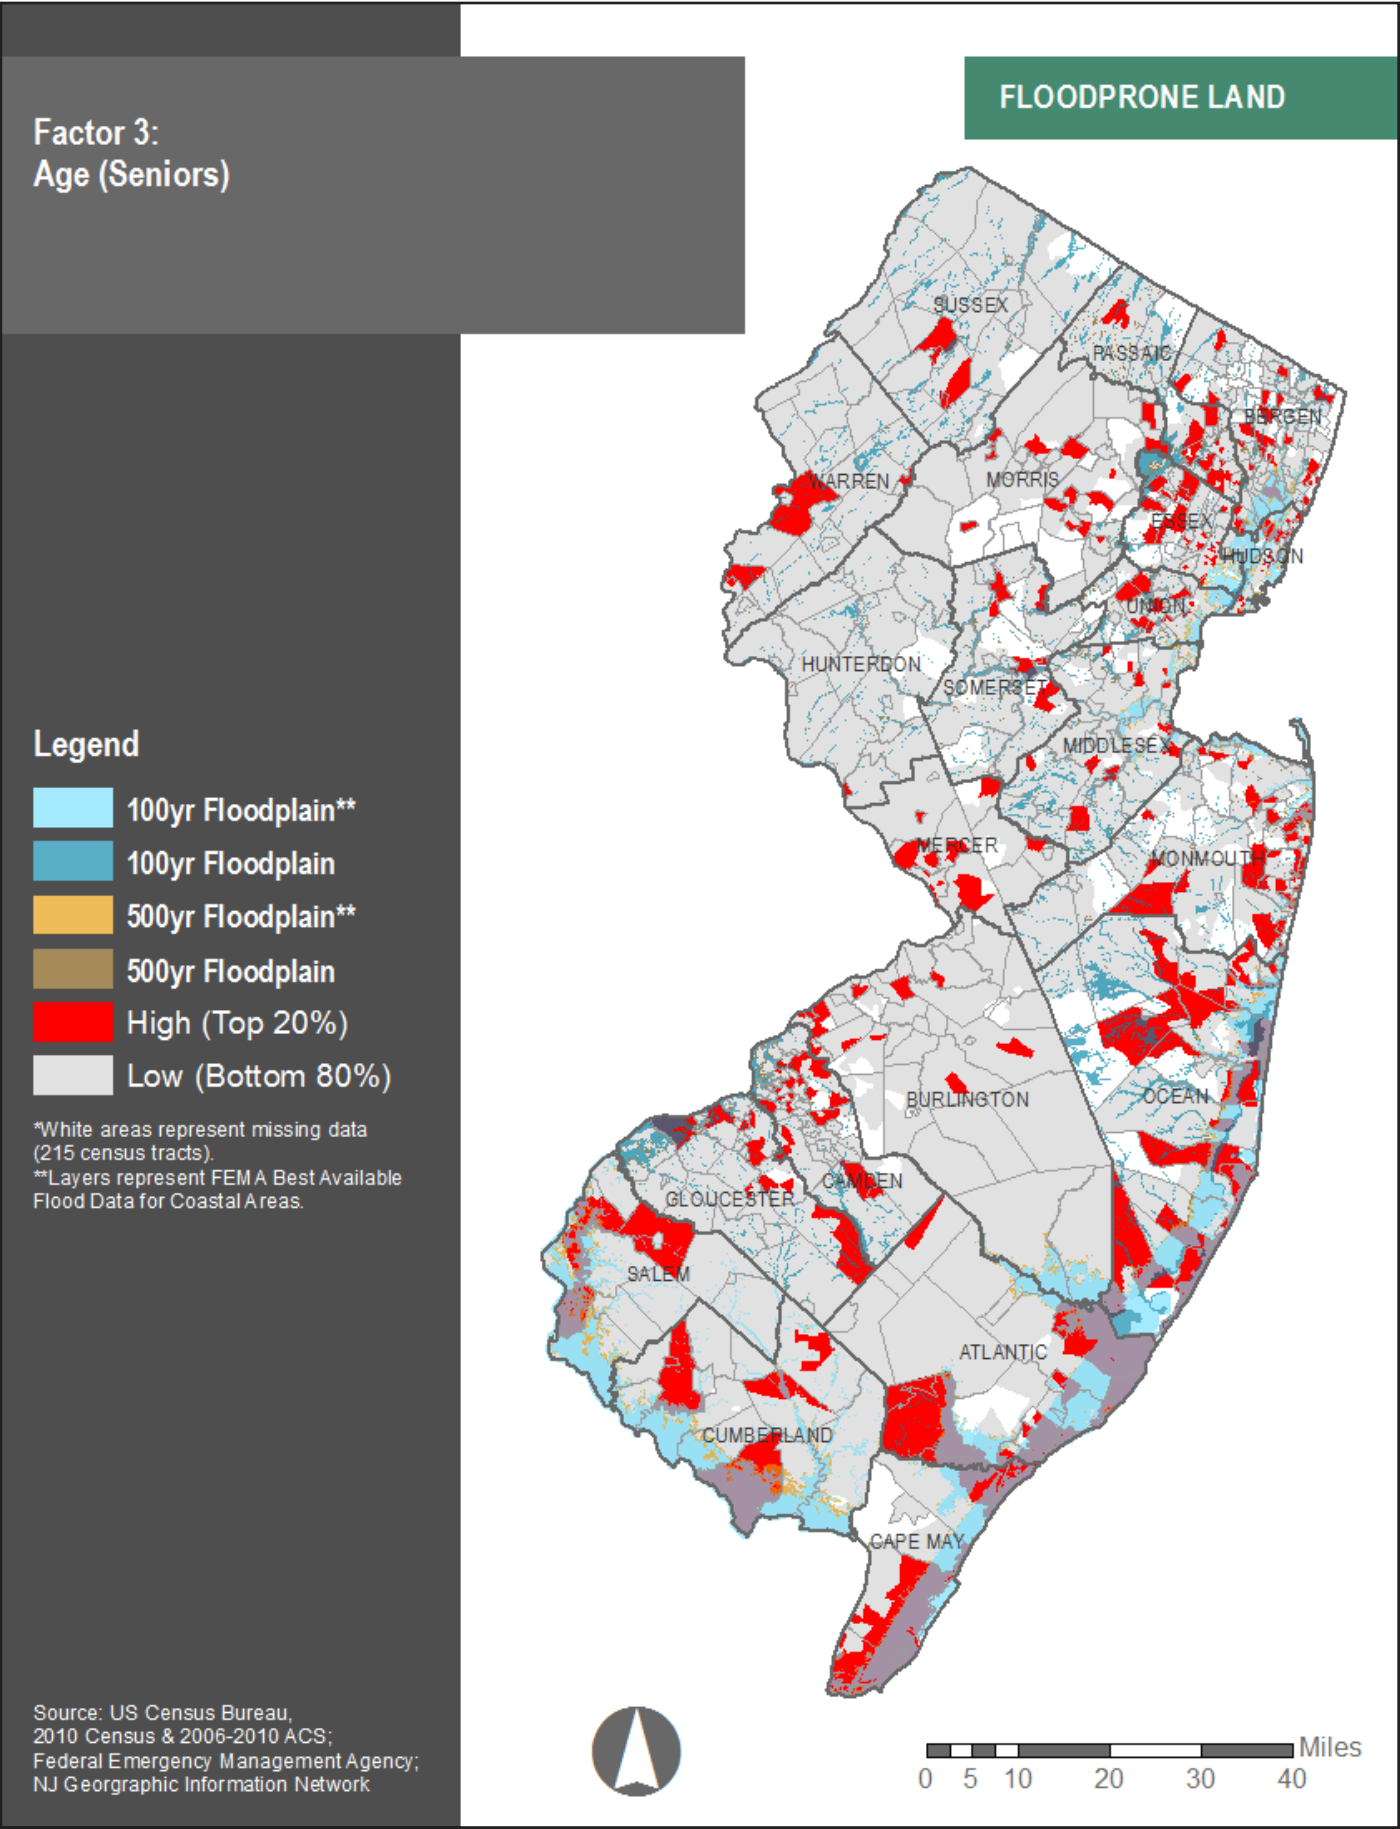 FLOODPRONE LAND
Factor 3:
Age (Seniors)
SUSSEX
PASSAIC
BERGEN
WARREN
MORRIS
ESSEX
HUDSON
UNION
HUNTERDON
SOMERSET
MIDDLESEX
MERCER
MONMOUTH
OCEAN
BURLINGTON
CAMDEN
GLOUCESTER
SALEM
ATLANTIC
CUMBERLAND
CAPE MAY
Legend
100yr Floodplain**
100yr Floodplain
500yr Floodplain**
500yr Floodplain
High (Top 20%)
Low (Bottom 80%)
*White areas represent missing data
(215 census tracts).
**Layers represent FEMA Best Available
Flood Data for Coastal Areas.
Source: US Census Bureau,
2010 Census & 2006-2010 ACS;
Federal Emergency Management Agency;
NJ Georgraphic Information Network
Miles
0 5 10 20 30 40